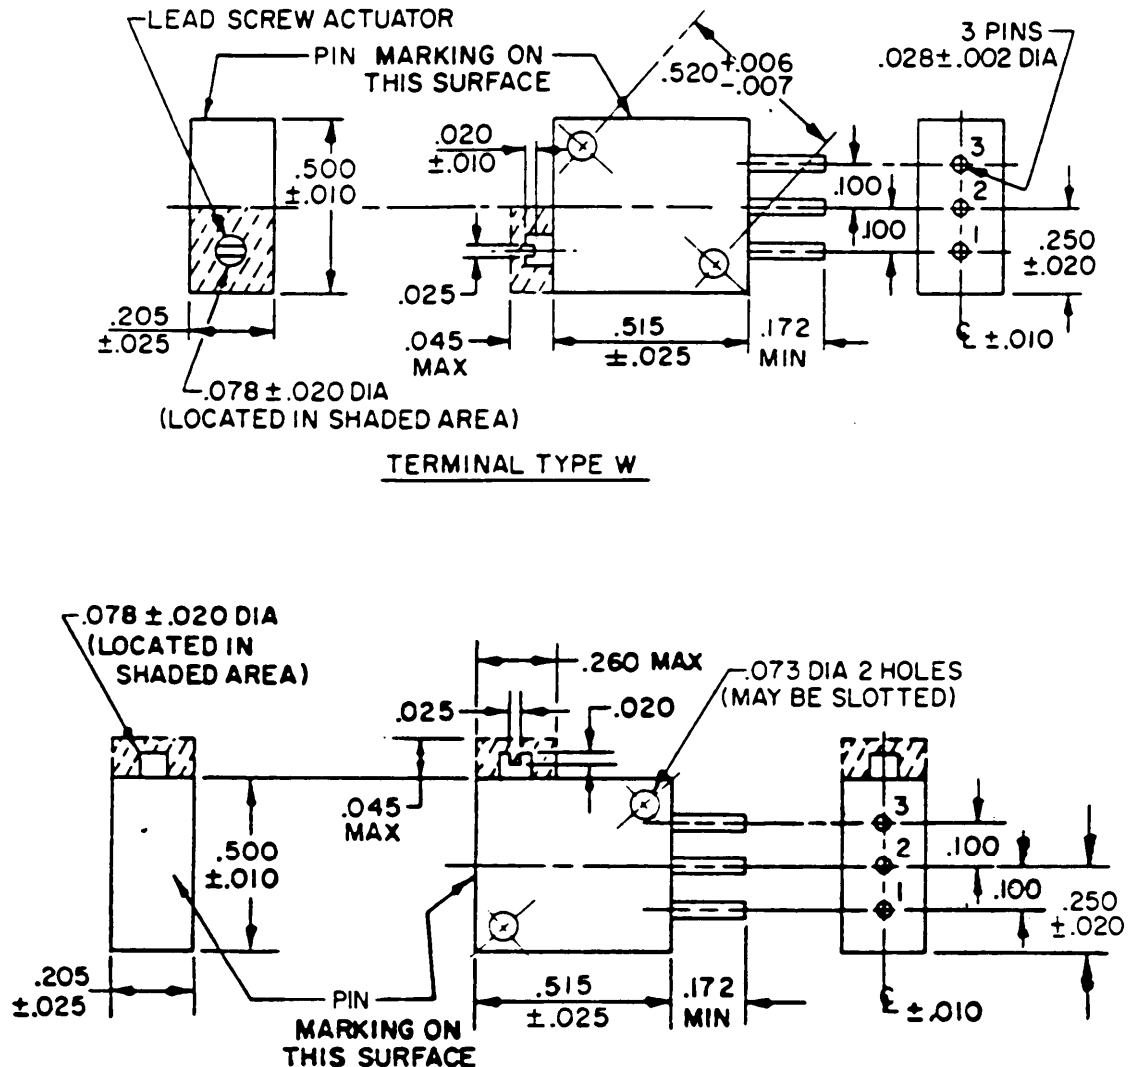 LEAD SCREW ACTUATOR
PIN MARKING ON
THIS SURFACE
3 PINS
.028±.002 DIA
.520 +.006
-.007
.020
±.010
.500
±.010
3
2
1
.100
.100
.250
±.020
.025
.205
±.025
.045
MAX
.515
±.025
.172
MIN
℄ ±.010
.078±.020 DIA
(LOCATED IN SHADED AREA)
TERMINAL TYPE W
.078±.020 DIA
(LOCATED IN
SHADED AREA)
.260 MAX
.073 DIA 2 HOLES
(MAY BE SLOTTED)
.025
.020
.045
MAX
3
2
1
.100
.100
.500
±.010
.250
±.020
.205
±.025
PIN
MARKING ON
THIS SURFACE
.515
±.025
.172
MIN
℄ ±.010